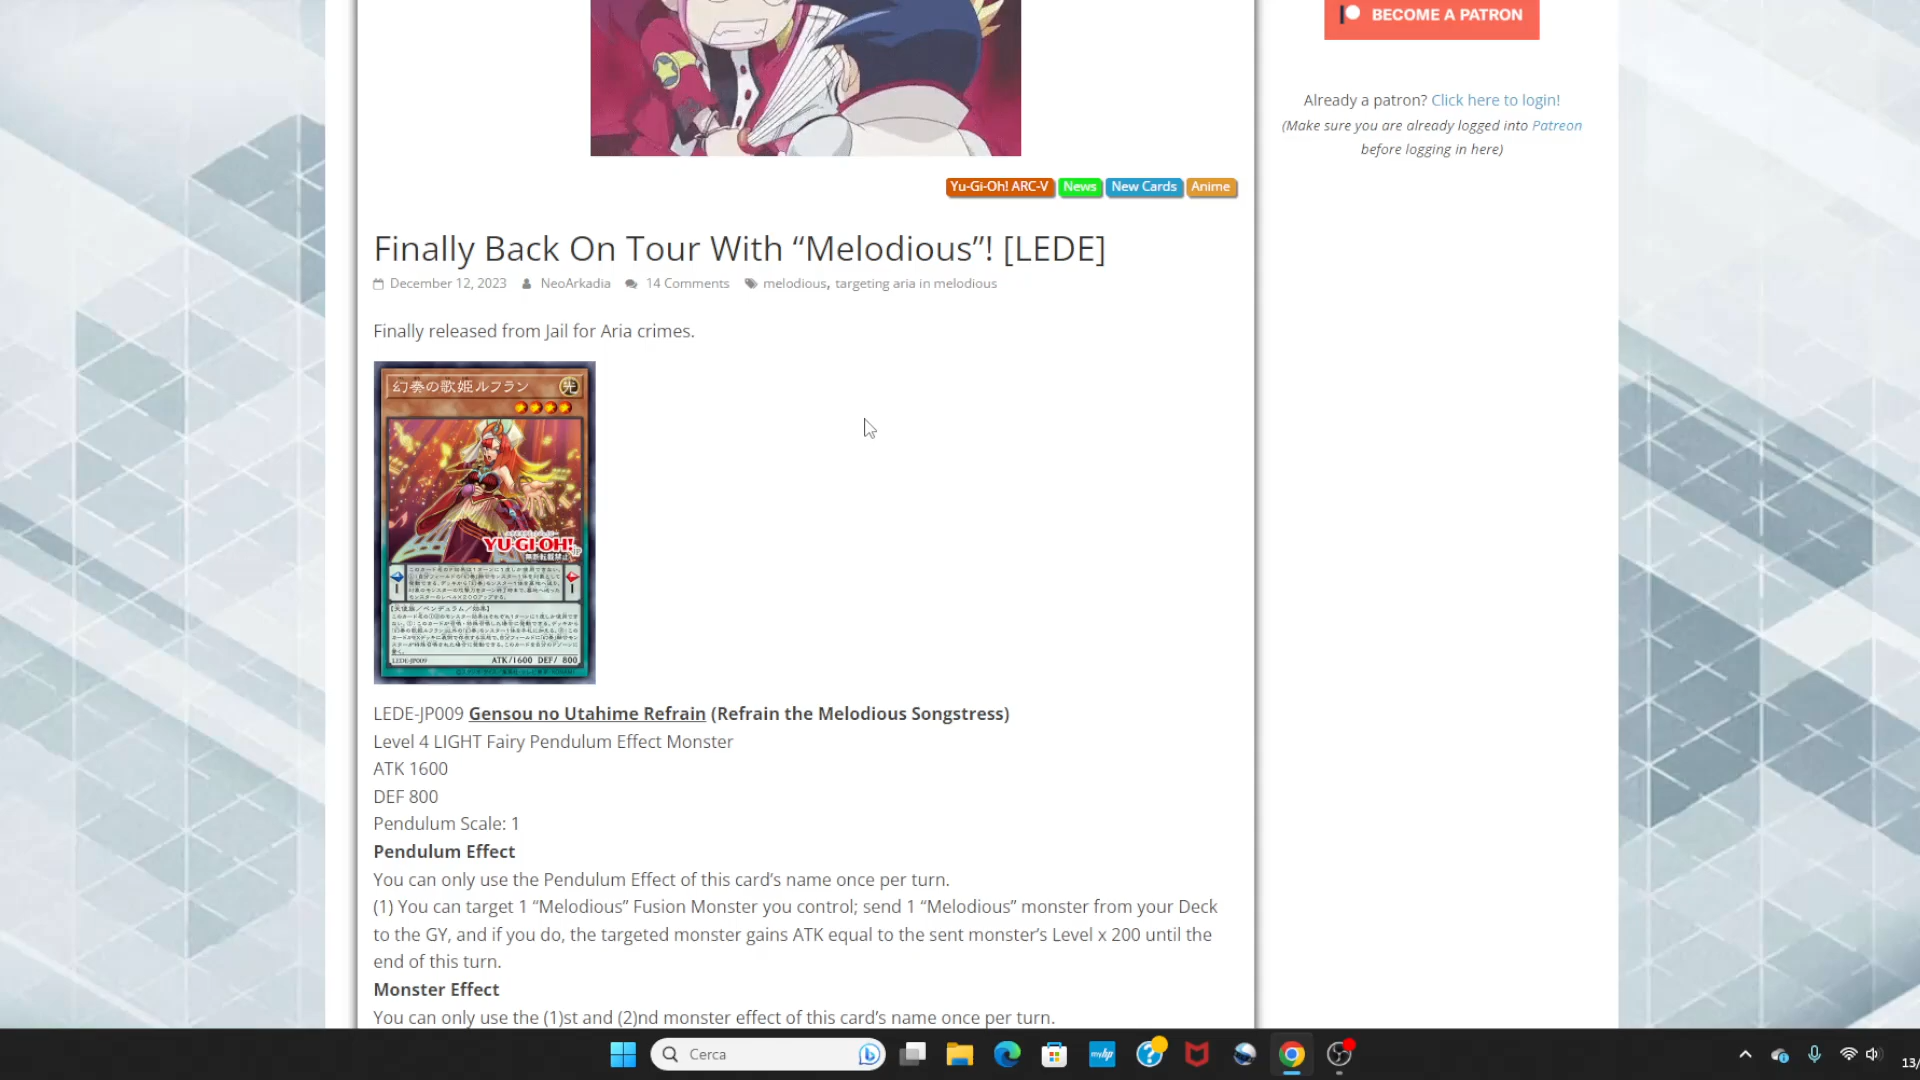 BECOME A PATRON
Already a patron? Click here to login!
(Make sure you are already logged into Patreon
before logging in here)
Yu-Gi-Oh! ARC-V
News
New Cards
Anime
Finally Back On Tour With “Melodious”! [LEDE]
December 12, 2023 NeoArkadia 14 Comments melodious, targeting aria in melodious
Finally released from Jail for Aria crimes.
幻奏の歌姫ルフラン 光
YU-GI-OH!
1 1
LEDE-JP009 ATK/1600 DEF/ 800
LEDE-JP009 Gensou no Utahime Refrain (Refrain the Melodious Songstress)
Level 4 LIGHT Fairy Pendulum Effect Monster
ATK 1600
DEF 800
Pendulum Scale: 1
Pendulum Effect
You can only use the Pendulum Effect of this card’s name once per turn.
(1) You can target 1 “Melodious” Fusion Monster you control; send 1 “Melodious” monster from your Deck
to the GY, and if you do, the targeted monster gains ATK equal to the sent monster’s Level x 200 until the
end of this turn.
Monster Effect
You can only use the (1)st and (2)nd monster effect of this card’s name once per turn.
Cerca
myhp
13/